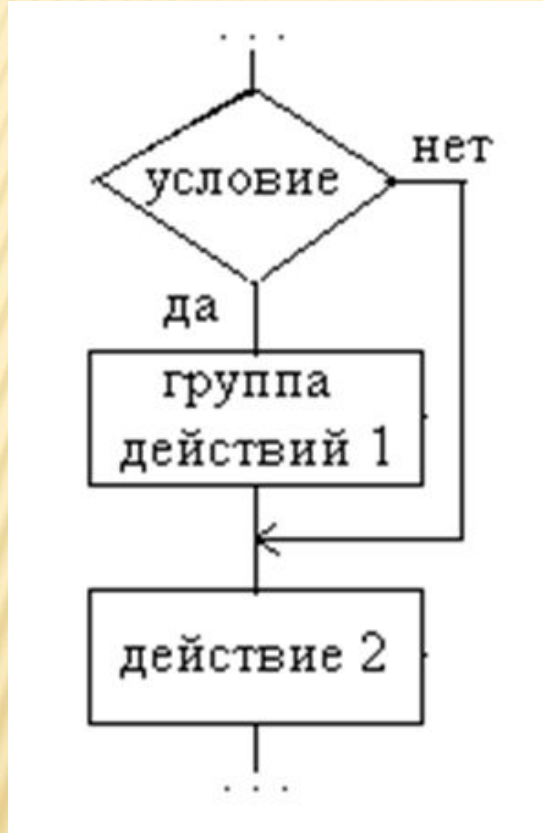 . . .
условие
нет
да
группа
действий 1
действие 2
. . .